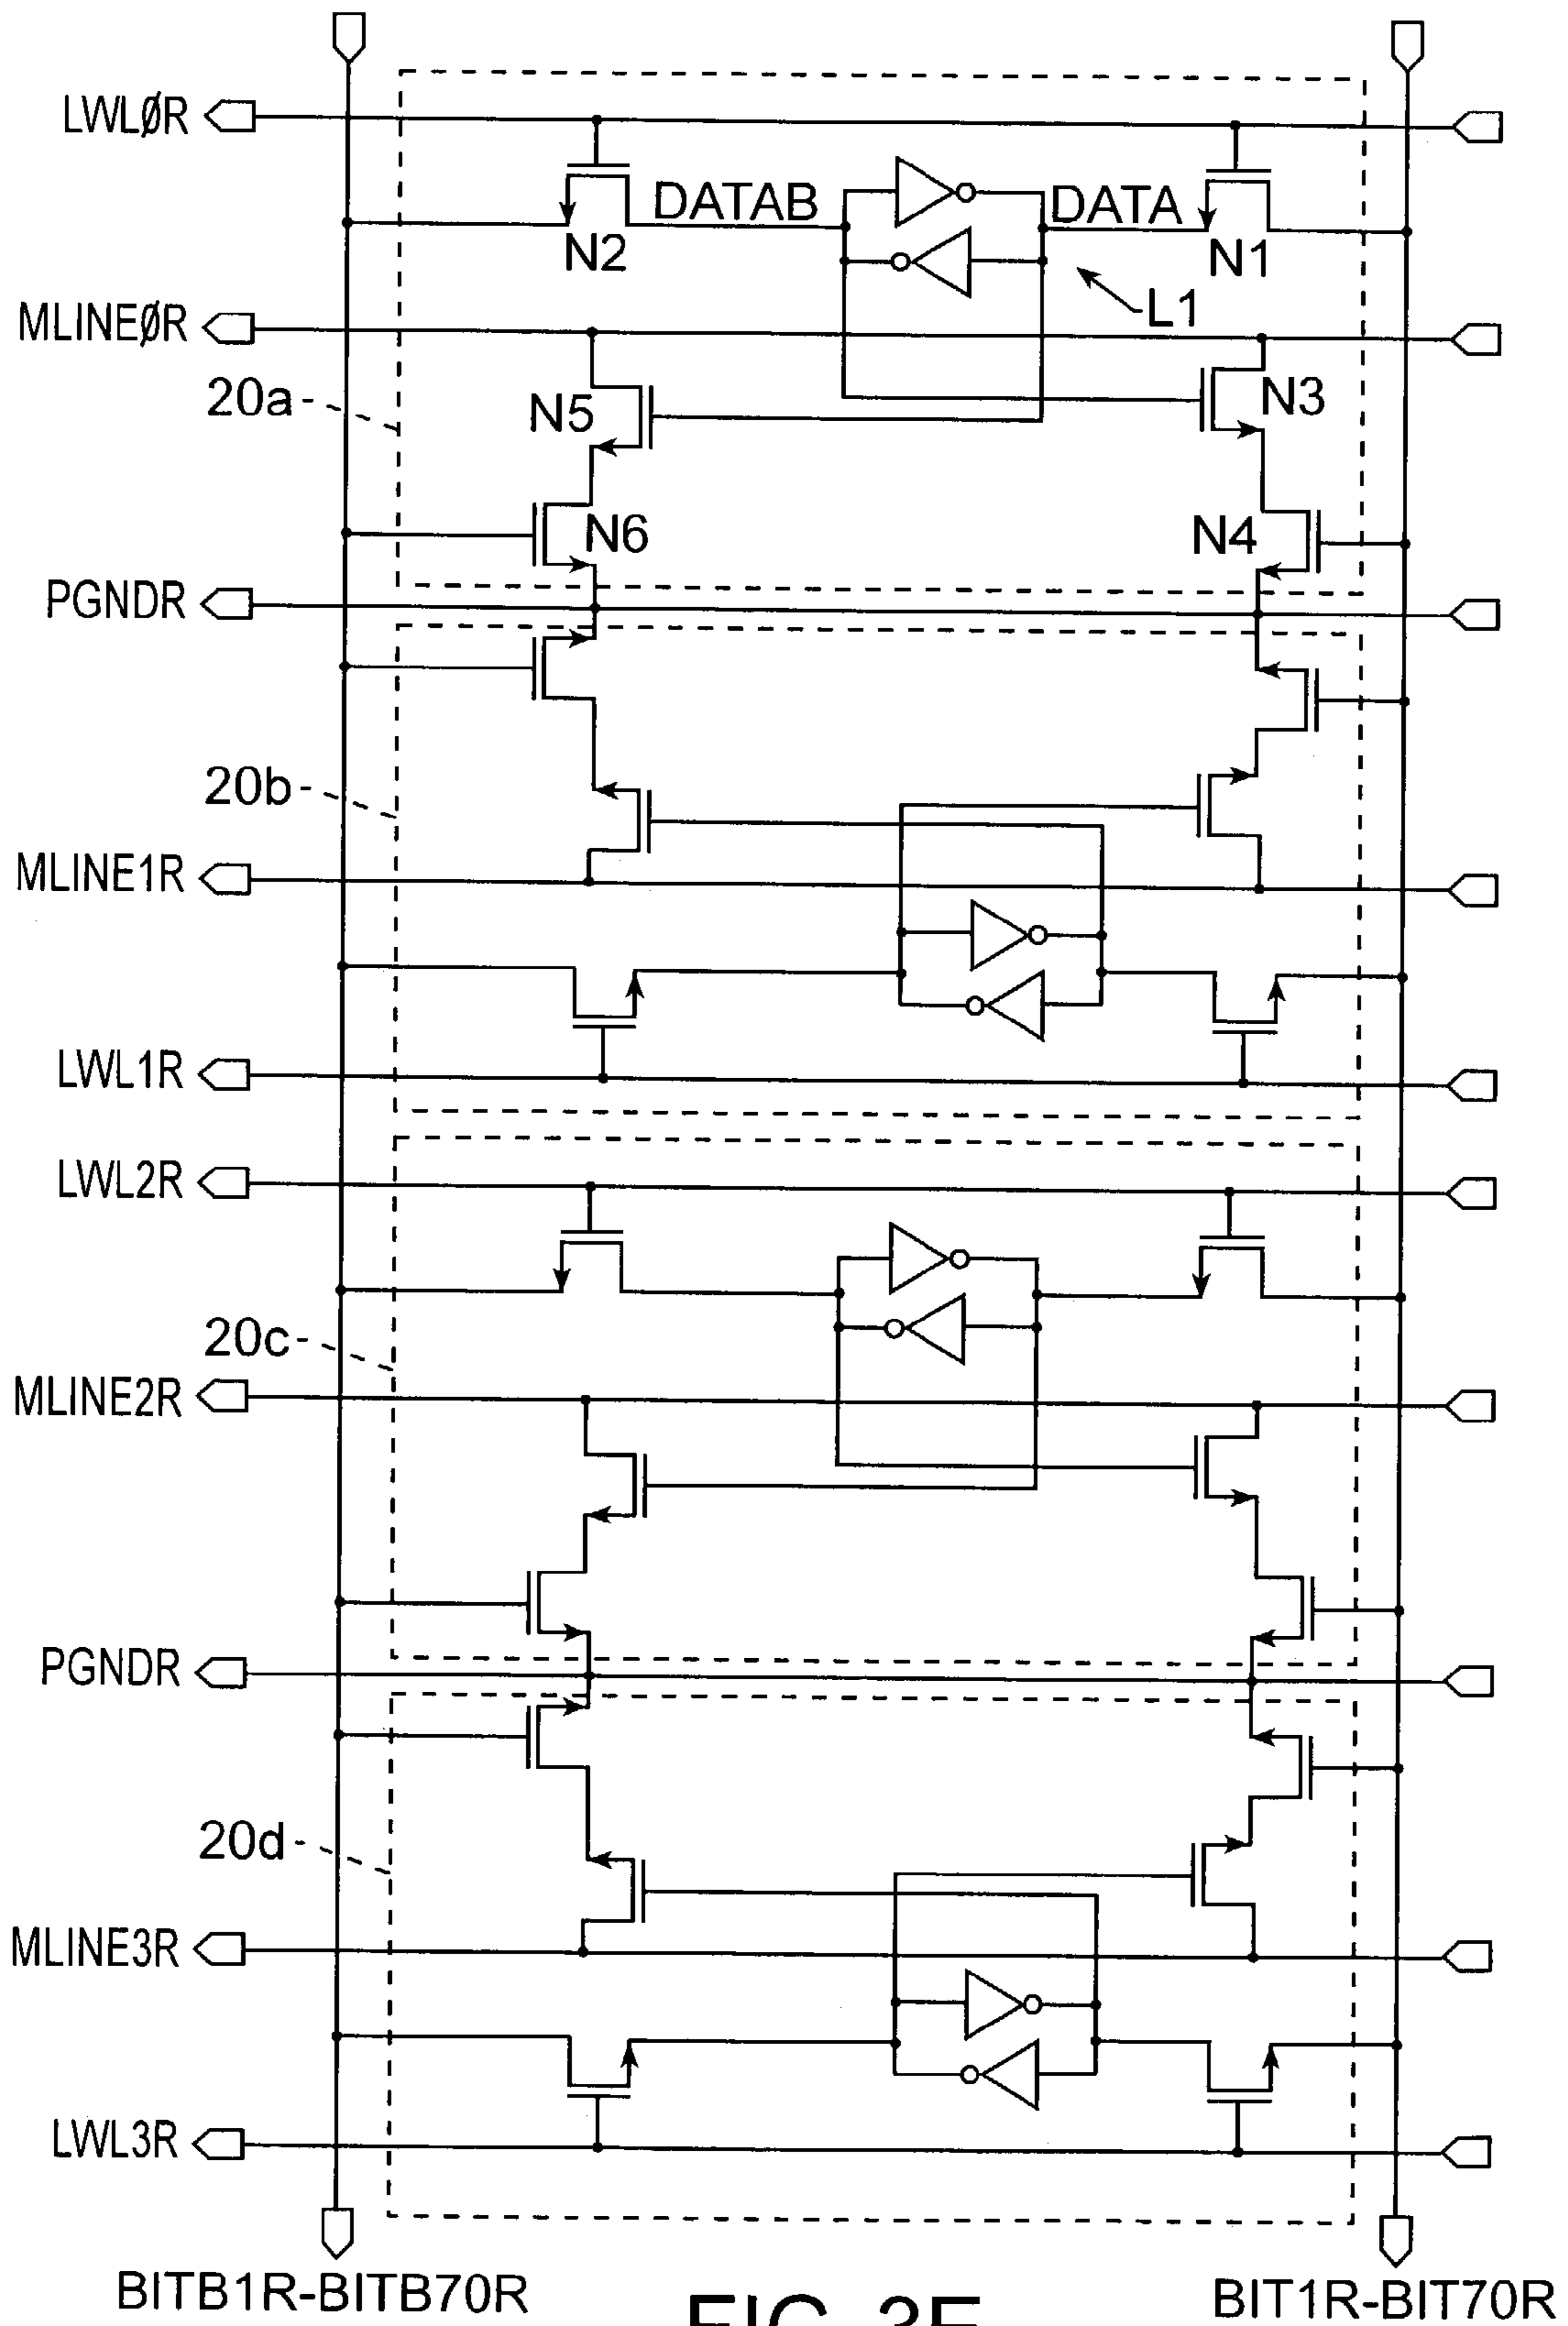 LWLØR
DATAB
DATA
N2
N1
L1
MLINEØR
20a
N5
N3
N6
N4
PGNDR
20b
MLINE1R
LWL1R
LWL2R
20c
MLINE2R
PGNDR
20d
MLINE3R
LWL3R
BITB1R-BITB70R
BIT1R-BIT70R